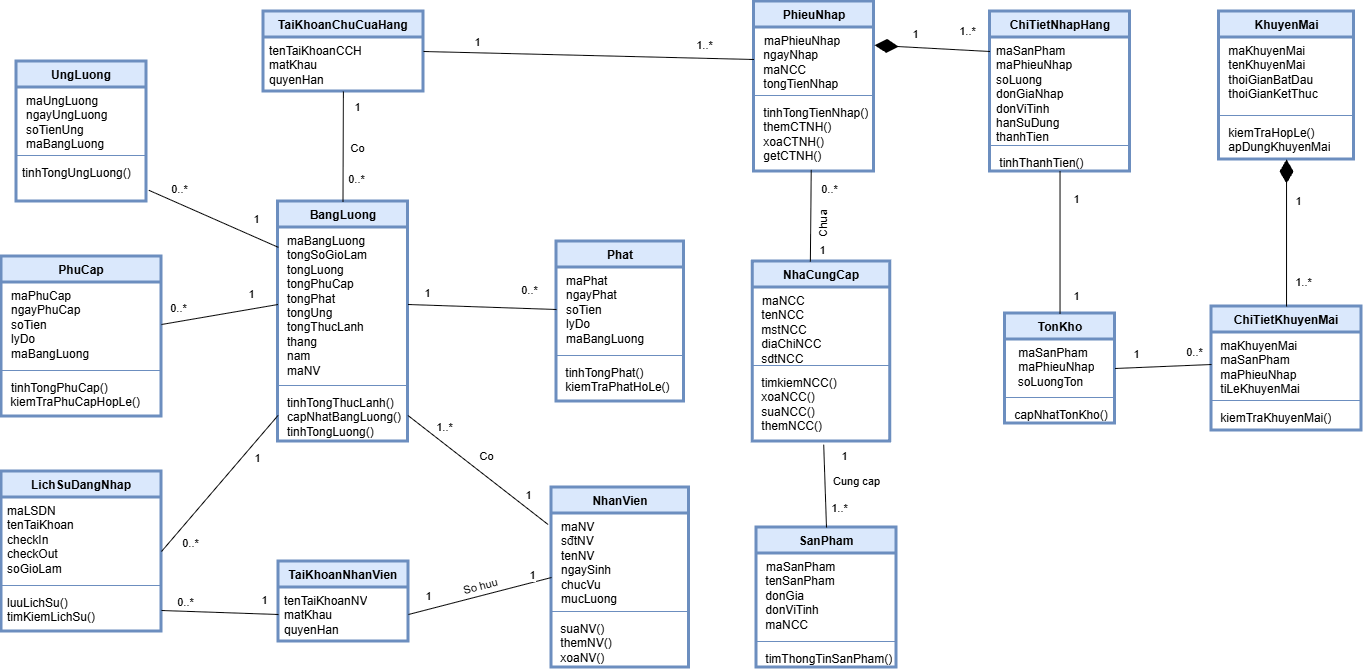 TaiKhoanChuCuaHang
tenTaiKhoanCCH
matKhau
quyenHan
1
1..*
PhieuNhap
maPhieuNhap
ngayNhap
maNCC
tongTienNhap
tinhTongTienNhap()
themCTNH()
xoaCTNH()
getCTNH()
1
1..*
ChiTietNhapHang
maSanPham
maPhieuNhap
soLuong
donGiaNhap
donViTinh
hanSuDung
thanhTien
tinhThanhTien()
KhuyenMai
maKhuyenMai
tenKhuyenMai
thoiGianBatDau
thoiGianKetThuc
kiemTraHopLe()
apDungKhuyenMai
UngLuong
maUngLuong
ngayUngLuong
soTienUng
maBangLuong
tinhTongUngLuong()
0..*
1
1
Co
0..*
BangLuong
maBangLuong
tongSoGioLam
tongLuong
tongPhuCap
tongPhat
tongUng
tongThucLanh
thang
nam
maNV
tinhTongThucLanh()
capNhatBangLuong()
tinhTongLuong()
PhuCap
maPhuCap
ngayPhuCap
soTien
lyDo
maBangLuong
tinhTongPhuCap()
kiemTraPhuCapHopLe()
0..*
1
1
0..*
Phat
maPhat
ngayPhat
soTien
lyDo
maBangLuong
tinhTongPhat()
kiemTraPhatHoLe()
0..*
Chua
1
NhaCungCap
maNCC
tenNCC
mstNCC
diaChiNCC
sdtNCC
timkiemNCC()
xoaNCC()
suaNCC()
themNCC()
1
1
TonKho
maSanPham
maPhieuNhap
soLuongTon
capNhatTonKho()
1
0..*
1
1..*
ChiTietKhuyenMai
maKhuyenMai
maSanPham
maPhieuNhap
tiLeKhuyenMai
kiemTraKhuyenMai()
LichSuDangNhap
maLSDN
tenTaiKhoan
checkIn
checkOut
soGioLam
luuLichSu()
timKiemLichSu()
1
0..*
0..*
1
TaiKhoanNhanVien
tenTaiKhoanNV
matKhau
quyenHan
1
So huu
1
1..*
Co
1
NhanVien
maNV
sđtNV
tenNV
ngaySinh
chucVu
mucLuong
suaNV()
themNV()
xoaNV()
1
Cung cap
1..*
SanPham
maSanPham
tenSanPham
donGia
donViTinh
maNCC
timThongTinSanPham()